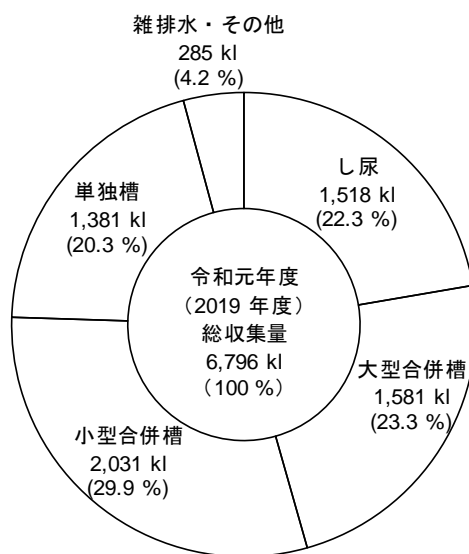 雑排水・その他
285 kl
(4.2 %)
し尿
1,518 kl
(22.3 %)
単独槽
1,381 kl
(20.3 %)
令和元年度
(2019 年度)
総収集量
6,796 kl
(100 %)
大型合併槽
1,581 kl
(23.3 %)
小型合併槽
2,031 kl
(29.9 %)